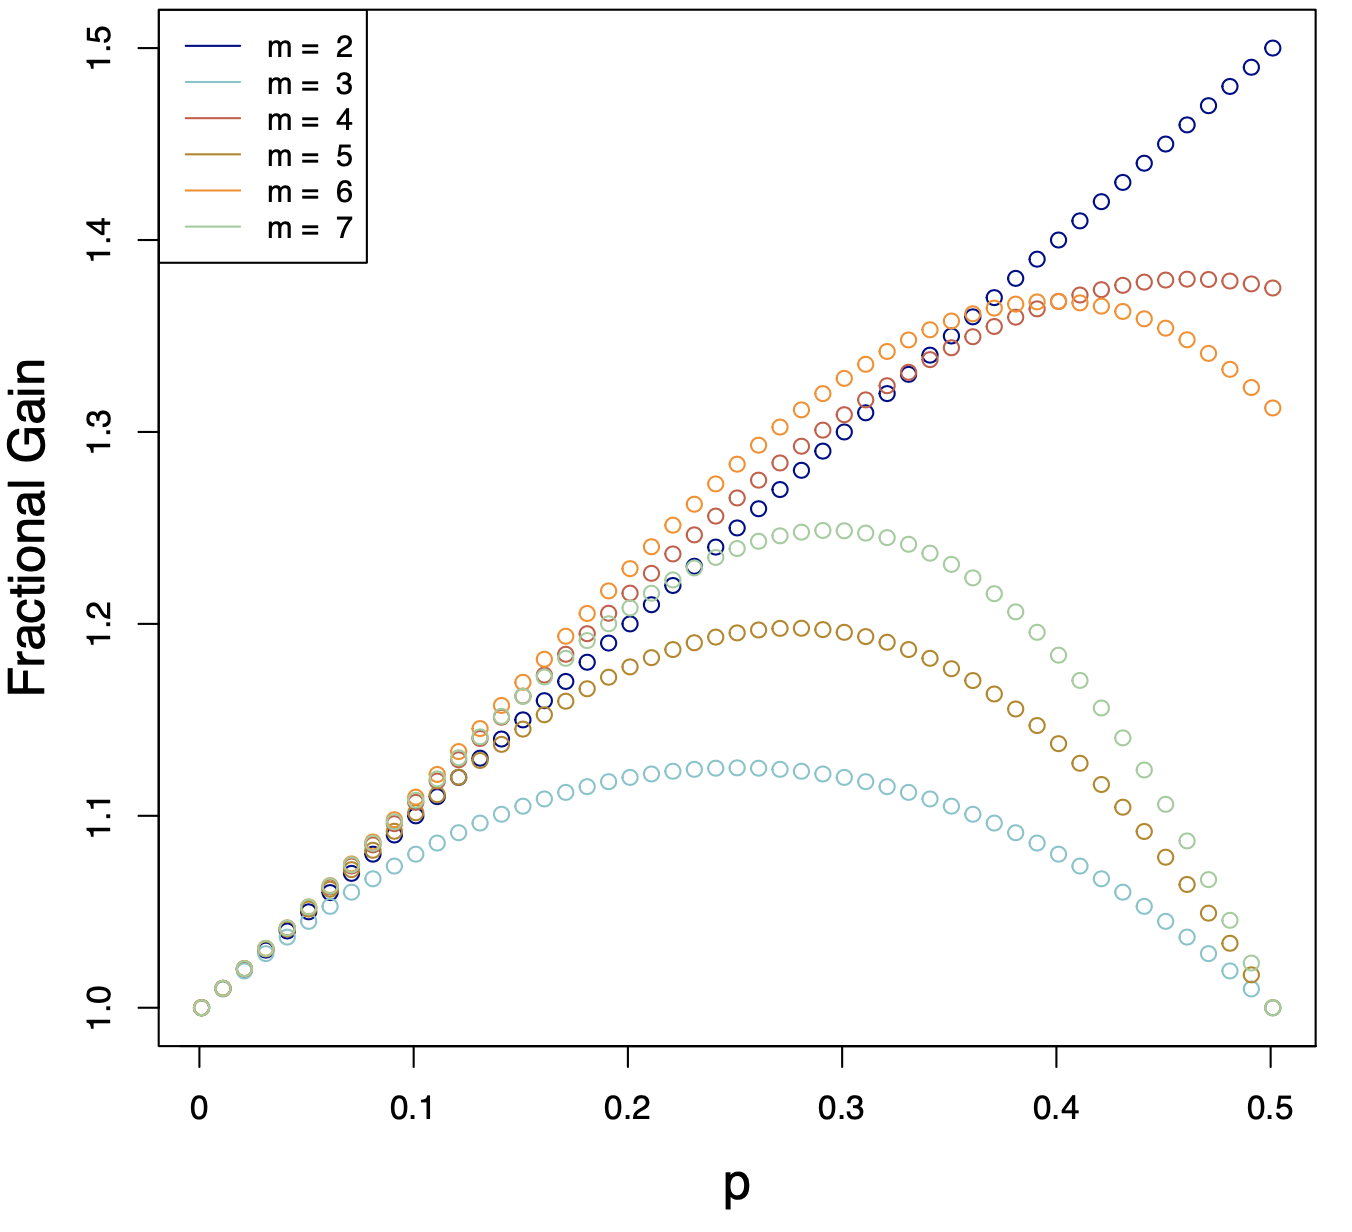 m = 2
m = 3
m = 4
m = 5
m = 6
m = 7
Fractional Gain
1.5
1.4
1.3
1.2
1.1
1.0
0 0.1 0.2 0.3 0.4 0.5
p